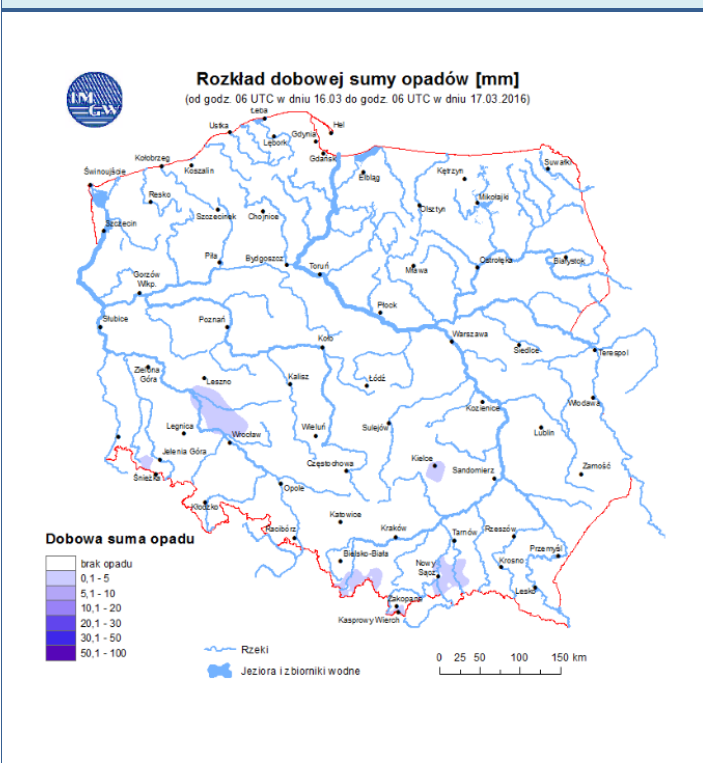 Rozkład dobowej sumy opadów [mm]
(od godz. 06 UTC w dniu 16.03 do godz. 06 UTC w dniu 17.03.2016)
IMGW
Łeba
Ustka
Hel
Gdynia
Lębork
Gdańsk
Kołobrzeg
Koszalin
Suwałki
Świnoujście
Elbląg
Kętrzyn
Resko
Mikołajki
Szczecinek
Chojnice
Olsztyn
Szczecin
Piła
Bydgoszcz
Toruń
Mława
Ostrołęka
Białystok
Gorzów
Wlkp.
Płock
Słubice
Poznań
Koło
Warszawa
Siedlce
Terespol
Zielona
Góra
Leszno
Kalisz
Łódź
Kozienice
Włodawa
Legnica
Wrocław
Wieluń
Sulejów
Lublin
Jelenia Góra
Kielce
Śnieżka
Częstochowa
Sandomierz
Zamość
Opole
Kłodzko
Katowice
Racibórz
Kraków
Tarnów
Rzeszów
Bielsko-Biała
Nowy
Sącz
Krosno
Przemyśl
Lesko
Zakopane
Kasprowy Wierch
Dobowa suma opadu
brak opadu
0,1 - 5
5,1 - 10
10,1 - 20
20,1 - 30
30,1 - 50
50,1 - 100
Rzeki
Jeziora i zbiorniki wodne
0 25 50 100 150 km